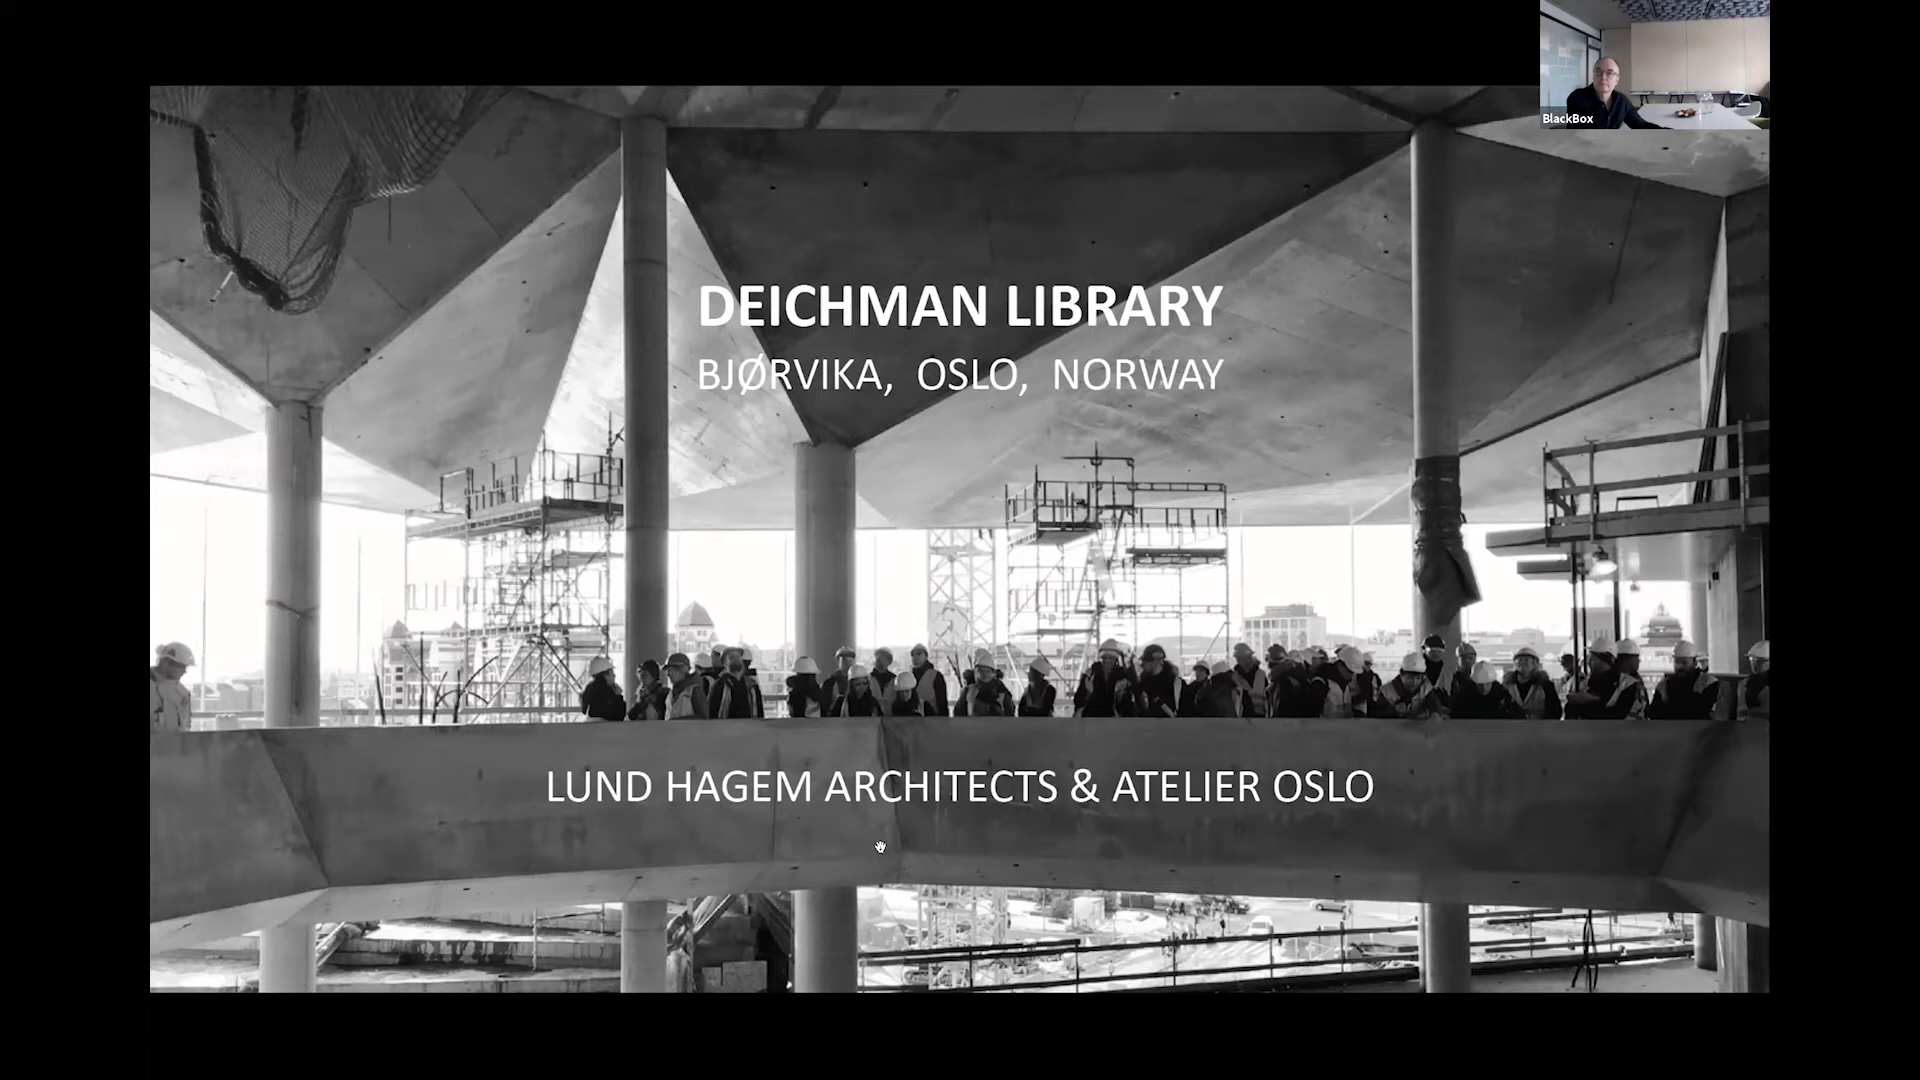 BlackBox
DEICHMAN LIBRARY
BJØRVIKA, OSLO, NORWAY
LUND HAGEM ARCHITECTS & ATELIER OSLO